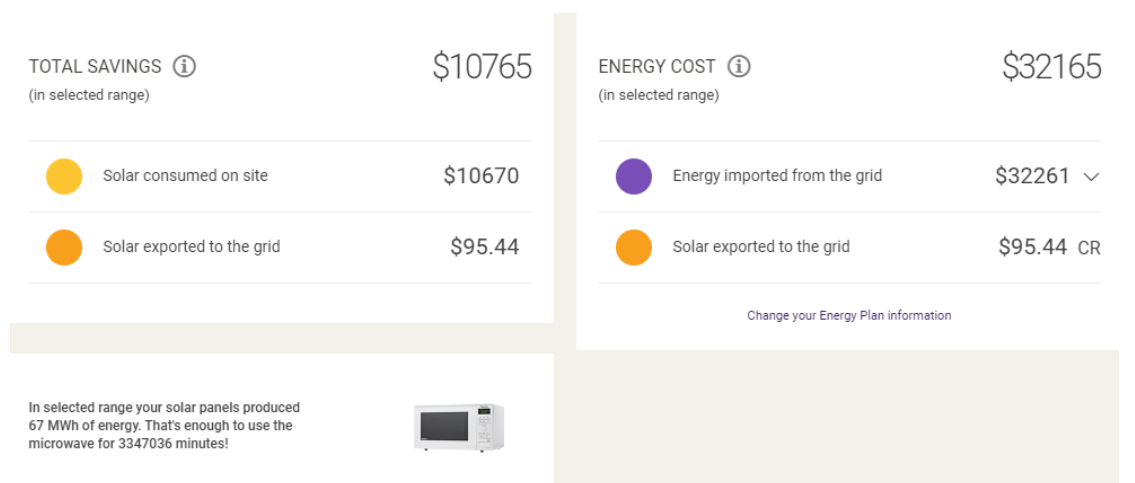 TOTAL SAVINGS
$10765
(in selected range)
Solar consumed on site
$10670
Solar exported to the grid
$95.44
ENERGY COST
$32165
(in selected range)
Energy imported from the grid
$32261
Solar exported to the grid
$95.44 CR
Change your Energy Plan information
In selected range your solar panels produced
67 MWh of energy. That's enough to use the
microwave for 3347036 minutes!